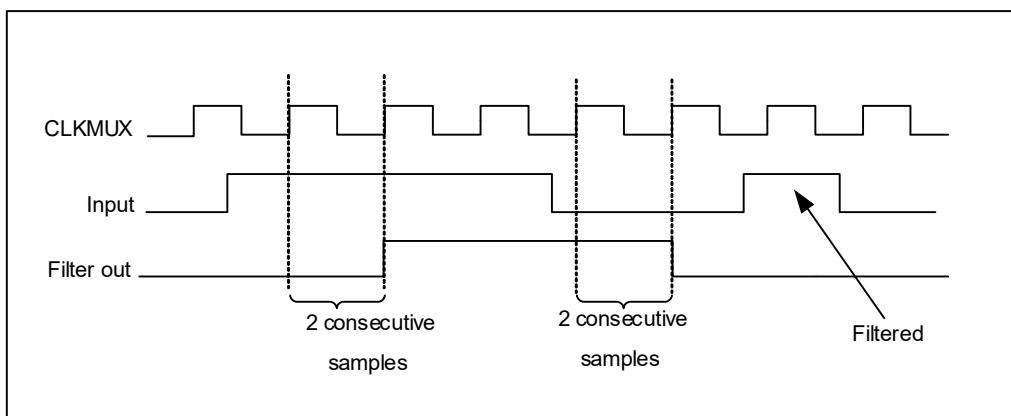 CLKMUX
Input
Filter out
2 consecutive
samples
2 consecutive
samples
Filtered